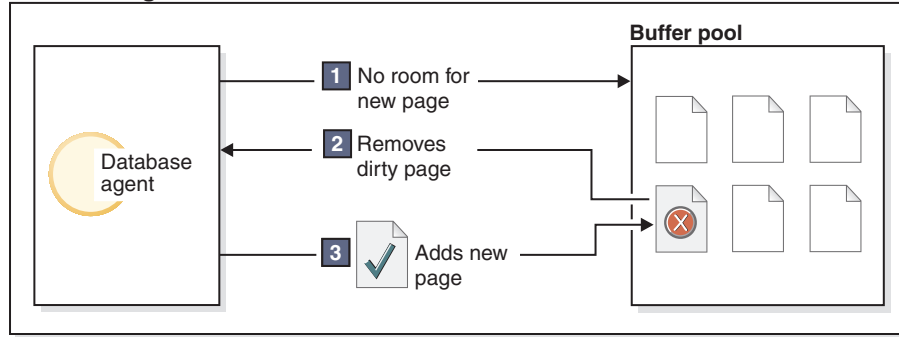 Buffer pool
1 No room for
new page
2 Removes
dirty page
Database
agent
3 Adds new
page